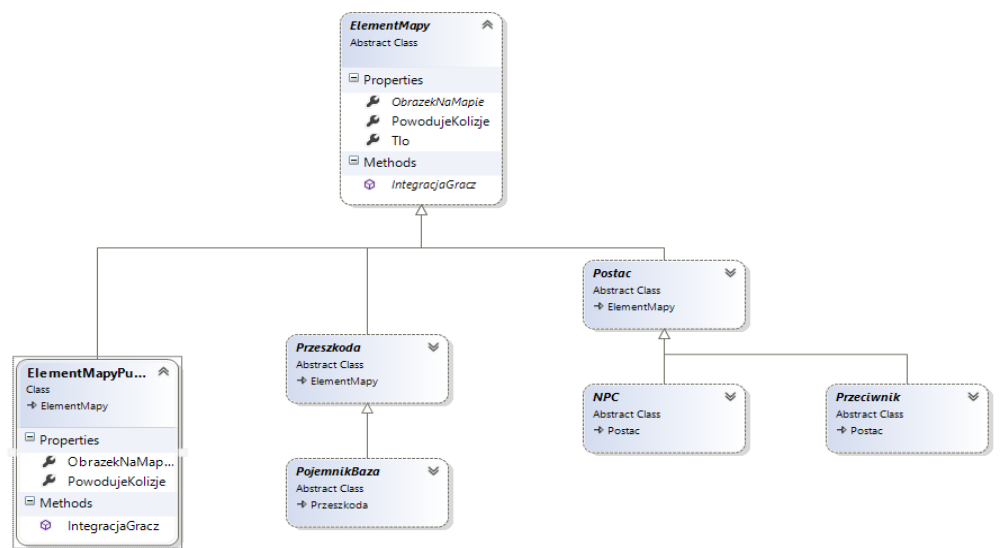 ElementMapy
Abstract Class
Properties
ObrazekNaMapie
PowodujeKolizje
Tlo
Methods
IntegracjaGracz
Postac
Abstract Class
ElementMapy
Przeszkoda
Abstract Class
ElementMapy
ElementMapyPu...
Class
ElementMapy
Properties
ObrazekNaMap...
PowodujeKolizje
Methods
IntegracjaGracz
NPC
Abstract Class
Postac
Przeciwnik
Abstract Class
Postac
PojemnikBaza
Abstract Class
Przeszkoda